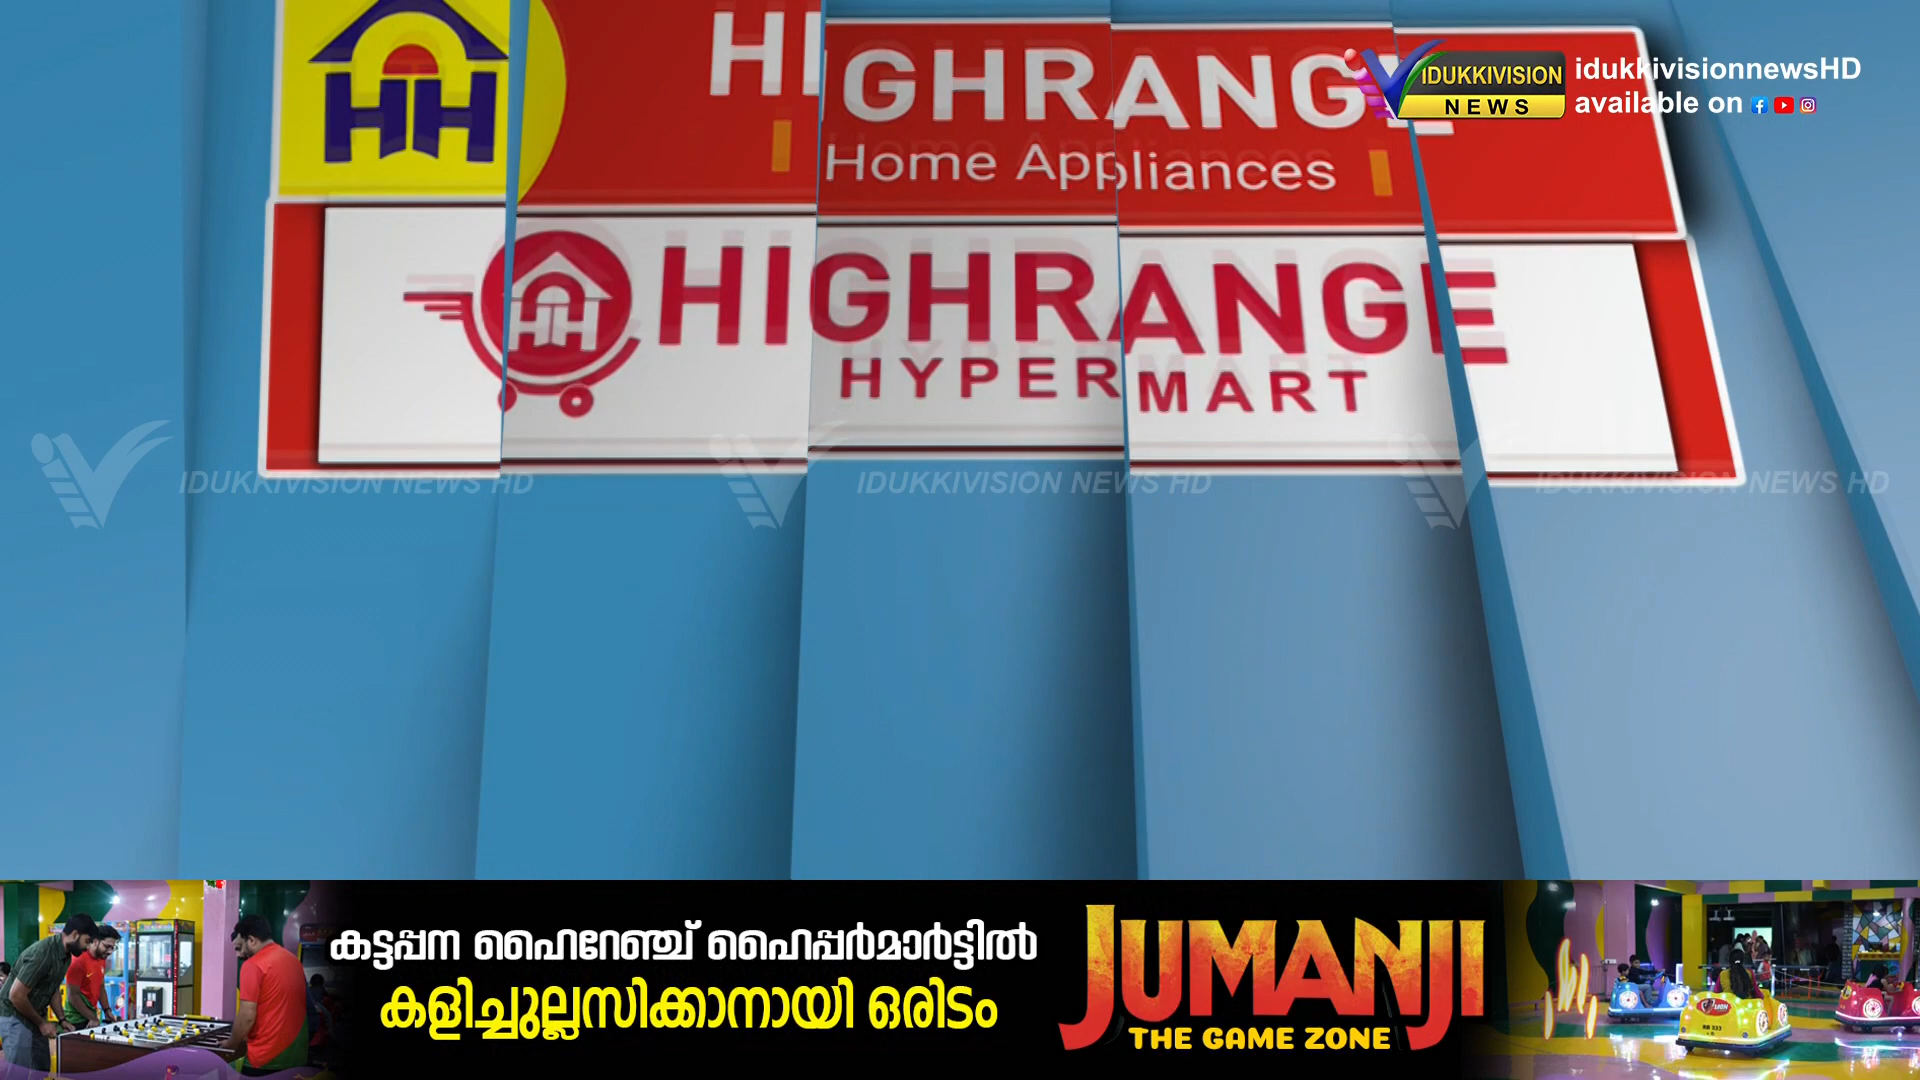 HH
HIGHRANGE
Home Appliances
IDUKKIVISION
NEWS
idukkivisionnewsHD
available on
HH
HIGHRANGE
HYPERMART
IDUKKIVISION NEWS HD
IDUKKIVISION NEWS HD
IDUKKIVISION NEWS HD
കട്ടപ്പന ഹൈറേഞ്ച് ഹൈപ്പർമാർട്ടിൽ
കളിച്ചുല്ലസിക്കാനായി ഒരിടം
JUMANJI
THE GAME ZONE